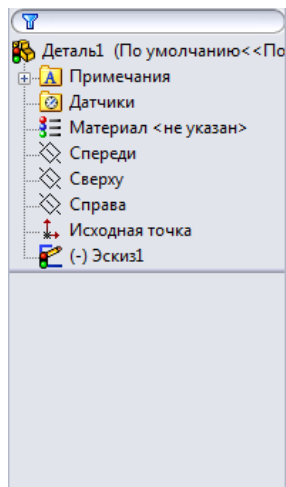 Деталь1 (По умолчанию<<По
Примечания
Датчики
Материал <не указан>
Спереди
Сверху
Справа
Исходная точка
(-) Эскиз1